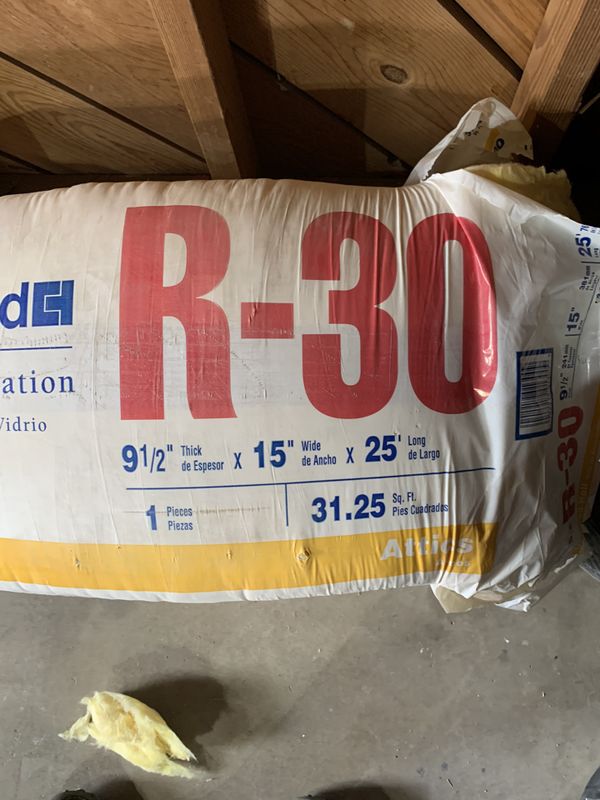 R-30
ation
Vidrio
9 1/2" Thick de Espesor x 15" Wide de Ancho x 25' Long de Largo
1 Pieces Piezas
31.25 Sq. Ft. Pies Cuadrados
Attics
R-30
9 1/2"
15"
25'